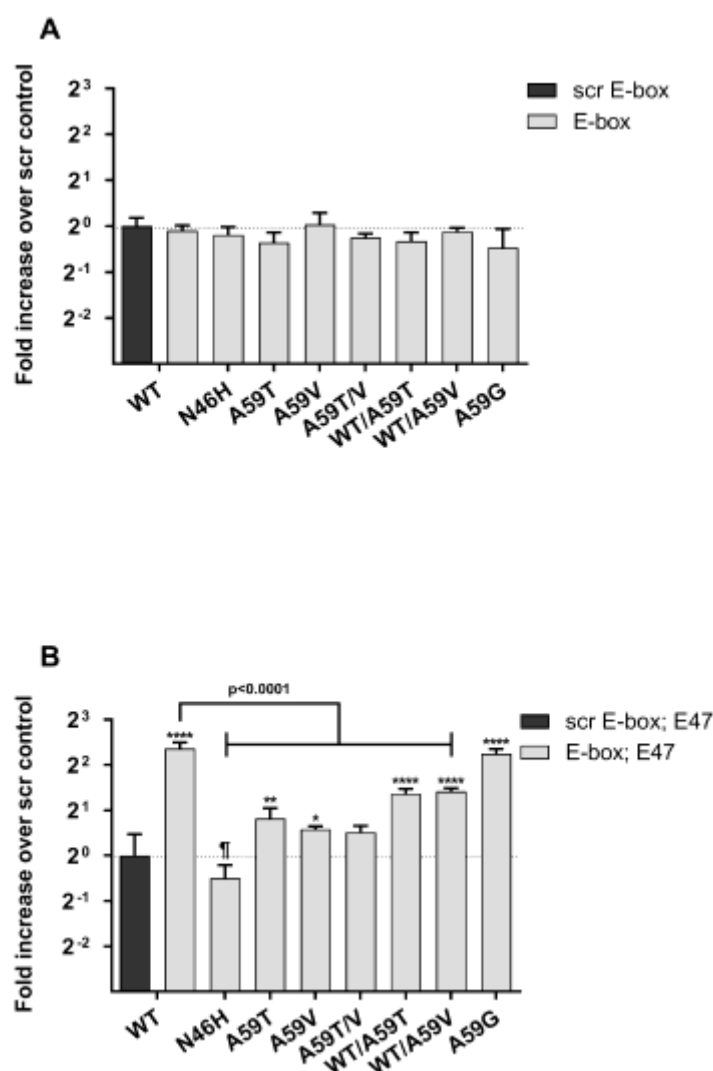 A
Fold increase over scr control
2³
2²
2¹
2⁰
2⁻¹
2⁻²
scr E-box
E-box
WT
N46H
A59T
A59V
A59T/V
WT/A59T
WT/A59V
A59G
B
Fold increase over scr control
p<0.0001
2³
2²
2¹
2⁰
2⁻¹
2⁻²
scr E-box; E47
E-box; E47
****
¶
**
*
****
****
****
WT
N46H
A59T
A59V
A59T/V
WT/A59T
WT/A59V
A59G